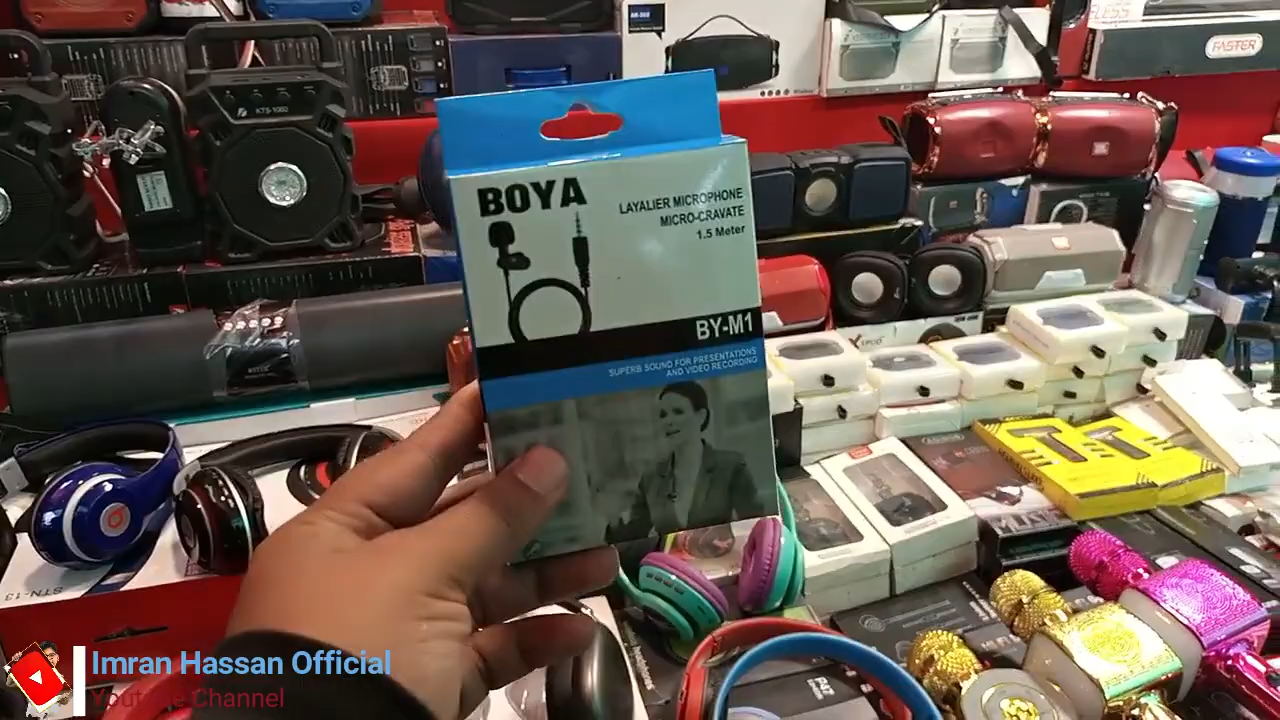 FASTER
KTS-1082
BOYA
LAYALIER MICROPHONE
MICRO-CRAVATE
1.5 Meter
BY-M1
SUPERB SOUND FOR PRESENTATIONS
AND VIDEO RECORDING
STN-13
P47
Imran Hassan Official
Youtube Channel